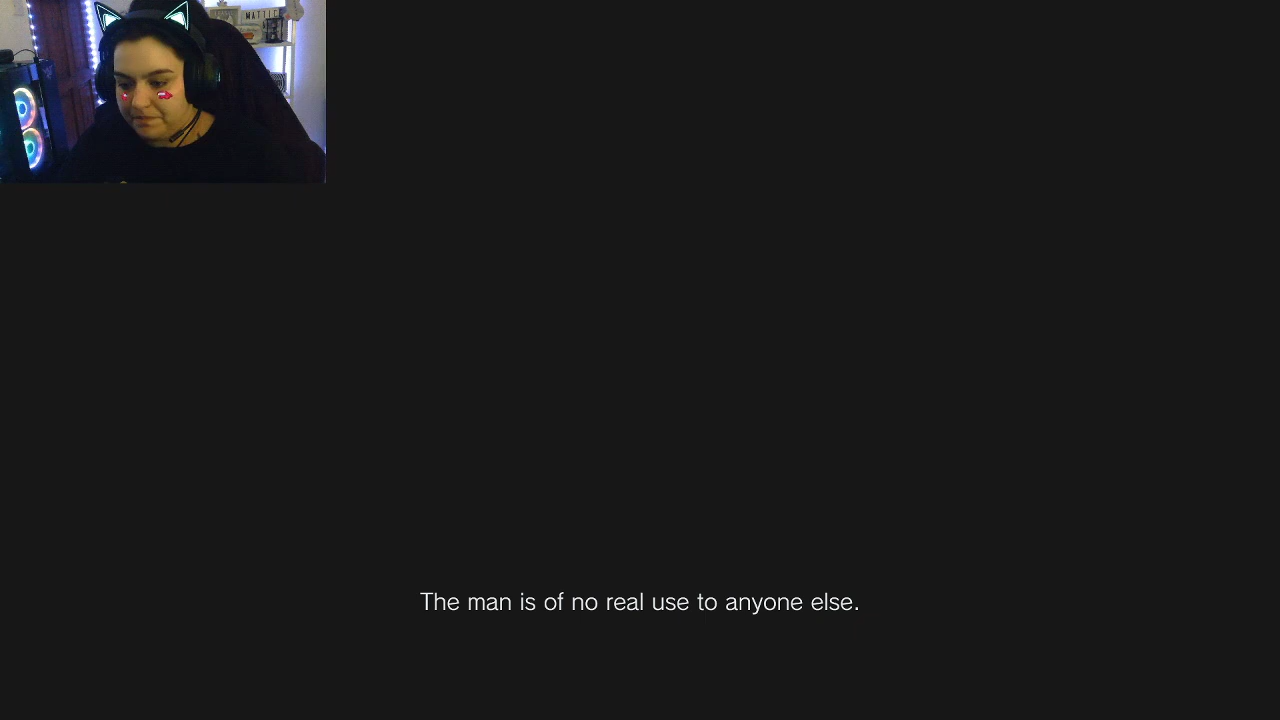 The man is of no real use to anyone else.